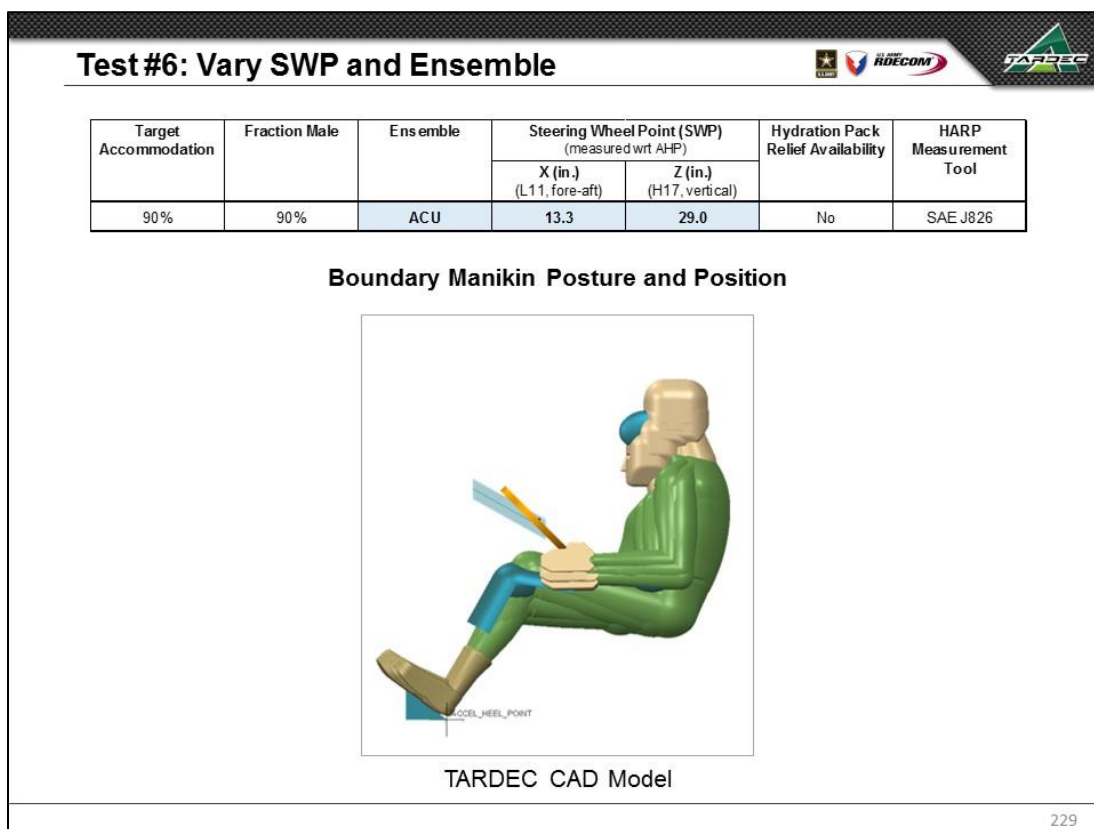 Test #6: Vary SWP and Ensemble
U.S. ARMY
U.S. ARMY
RDECOM
TARDEC
Target Accommodation
Fraction Male
Ensemble
Steering Wheel Point (SWP)
(measured wrt AHP)
Hydration Pack
Relief Availability
HARP
Measurement
Tool
X (in.)
(L11, fore-aft)
Z (in.)
(H17, vertical)
90%
90%
ACU
13.3
29.0
No
SAE J826
Boundary Manikin Posture and Position
ACCEL_HEEL_POINT
TARDEC CAD Model
229